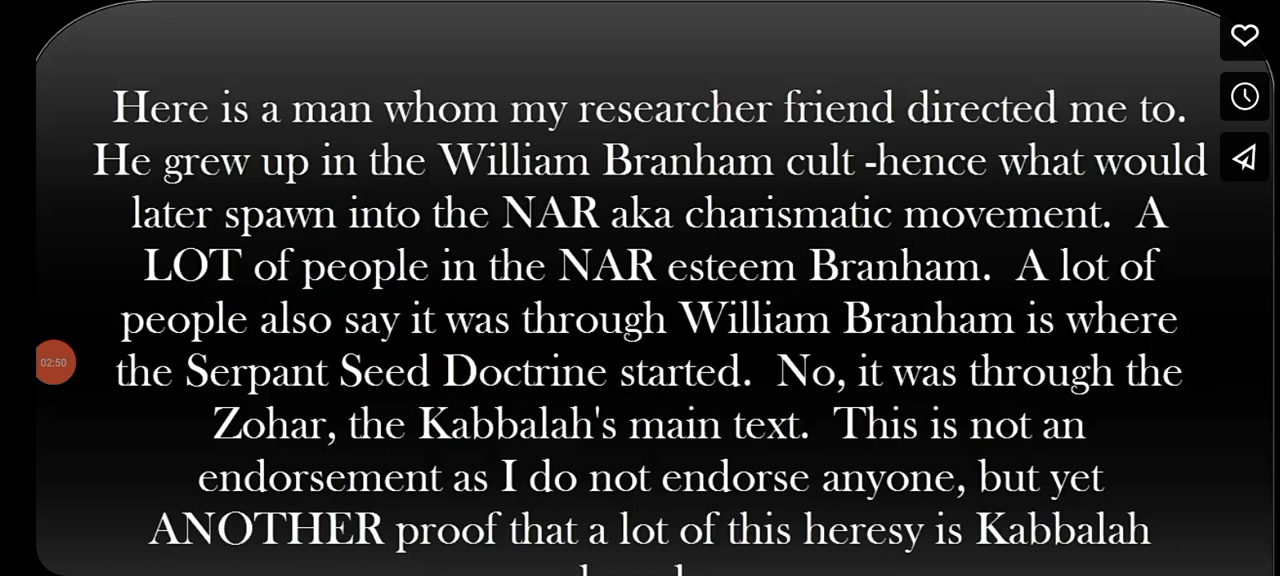 Here is a man whom my researcher friend directed me to.
He grew up in the William Branham cult -hence what would
later spawn into the NAR aka charismatic movement.  A
LOT of people in the NAR esteem Branham.  A lot of
people also say it was through William Branham is where
02:50
the Serpant Seed Doctrine started.  No, it was through the
Zohar, the Kabbalah's main text.  This is not an
endorsement as I do not endorse anyone, but yet
ANOTHER proof that a lot of this heresy is Kabbalah